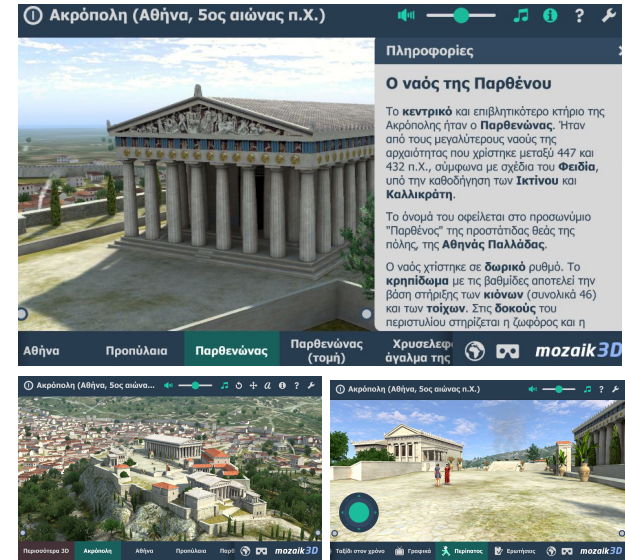 Ακρόπολη (Αθήνα, 5ος αιώνας π.Χ.)
Πληροφορίες
Ο ναός της Παρθένου
Το κεντρικό και επιβλητικότερο κτήριο της
Ακρόπολης ήταν ο Παρθενώνας. Ήταν
από τους μεγαλύτερους ναούς της
αρχαιότητας που χρίστηκε μεταξύ 447 και
432 π.Χ., σύμφωνα με σχέδια του Φειδία,
υπό την καθοδήγηση των Ικτίνου και
Καλλικράτη.
Το όνομά του οφείλεται στο προσωνύμιο
"Παρθένος" της προστάτιδας θεάς της
πόλης, της Αθηνάς Παλλάδας.
Ο ναός χτίστηκε σε δωρικό ρυθμό. Το
κρηπίδωμα με τις βαθμίδες αποτελεί την
βάση στήριξης των κιόνων (συνολικά 46)
και των τοίχων. Στις δοκούς του
περιστυλίου στηρίζεται η ζωφόρος και η
Αθήνα
Προπύλαια
Παρθενώνας
Παρθενώνας
(τομή)
Χρυσελεφ
άγαλμα της
mozaik3D
Ακρόπολη (Αθήνα, 5ος αιώνα...
Περισσότερα 3D
Ακρόπολη
Αθήνα
Προπύλαια
Παρθ
mozaik3D
Ακρόπολη (Αθήνα, 5ος αιώνας π.Χ.)
Ταξίδι στον χρόνο
Γραφικά
Περίπατος
Ερωτήσεις
mozaik3D